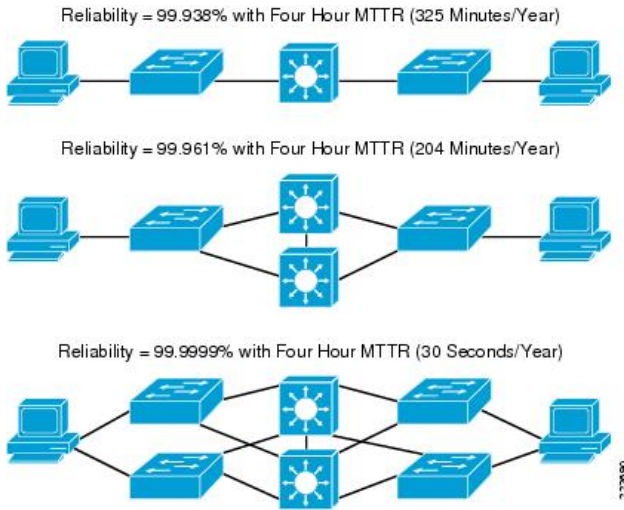 Reliability = 99.938% with Four Hour MTTR (325 Minutes/Year)
Reliability = 99.961% with Four Hour MTTR (204 Minutes/Year)
Reliability = 99.9999% with Four Hour MTTR (30 Seconds/Year)